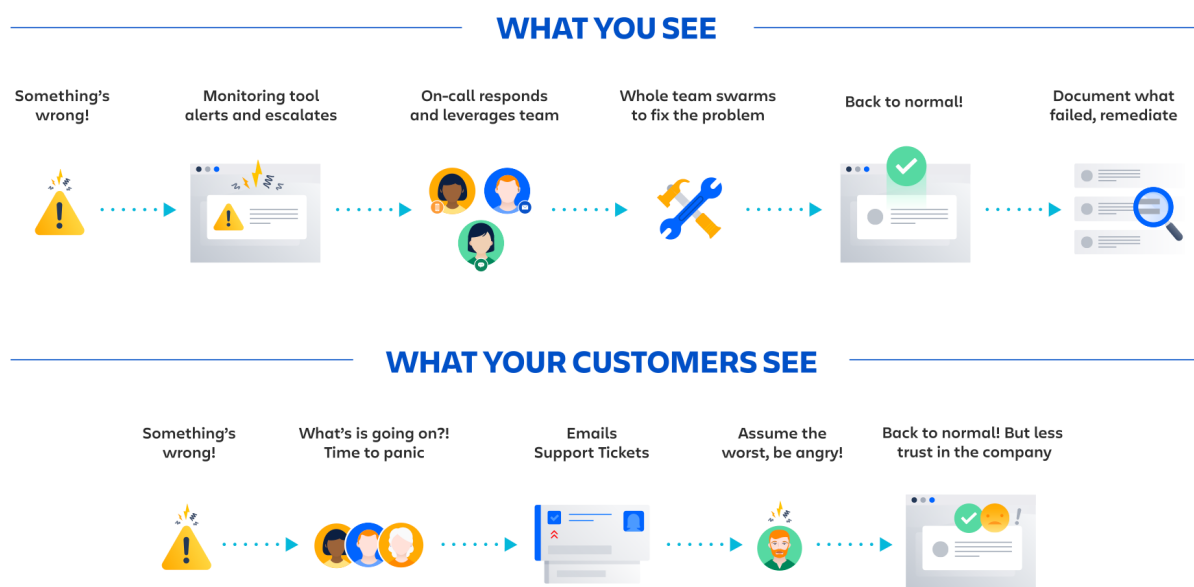 WHAT YOU SEE
Something's
wrong!
Monitoring tool
alerts and escalates
On-call responds
and leverages team
Whole team swarms
to fix the problem
Back to normal!
Document what
failed, remediate
WHAT YOUR CUSTOMERS SEE
Something's
wrong!
What's is going on?!
Time to panic
Emails
Support Tickets
Assume the
worst, be angry!
Back to normal! But less
trust in the company